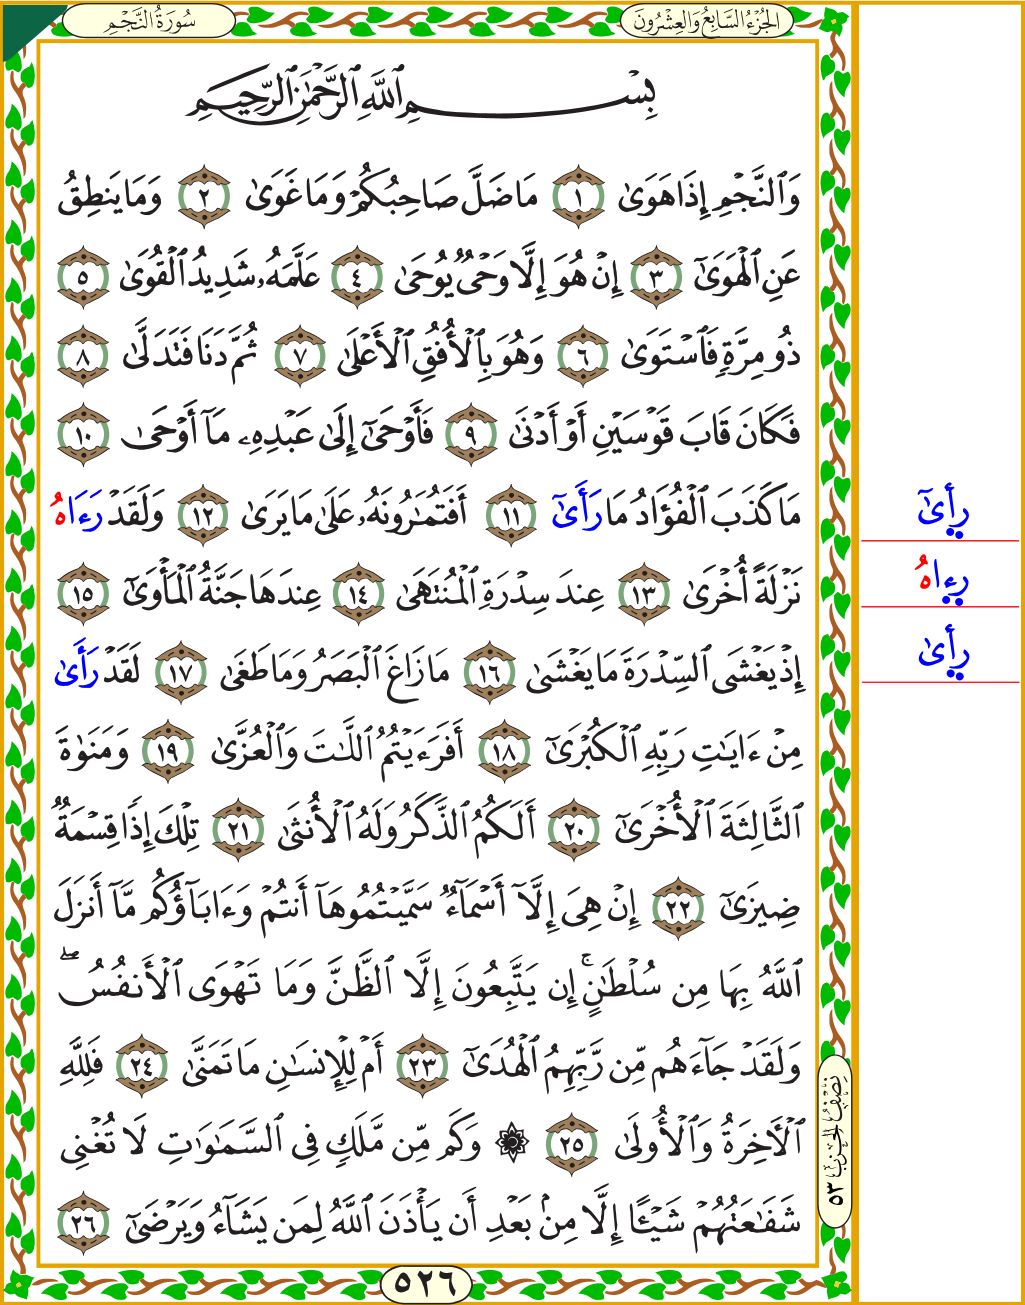 سُورَةُ النَّجْمِ
الجُزْءُ السَّابِعُ وَالعِشْرُونَ
بِسْمِ ٱللَّهِ ٱلرَّحْمَٰنِ ٱلرَّحِيمِ
وَٱلنَّجْمِ إِذَا هَوَىٰ ١ مَا ضَلَّ صَاحِبُكُمْ وَمَا غَوَىٰ ٢ وَمَا يَنطِقُ
عَنِ ٱلْهَوَىٰٓ ٣ إِنْ هُوَ إِلَّا وَحْىٌ يُوحَىٰ ٤ عَلَّمَهُۥ شَدِيدُ ٱلْقُوَىٰ ٥
ذُو مِرَّةٍ فَٱسْتَوَىٰ ٦ وَهُوَ بِٱلْأُفُقِ ٱلْأَعْلَىٰ ٧ ثُمَّ دَنَا فَتَدَلَّىٰ ٨
فَكَانَ قَابَ قَوْسَيْنِ أَوْ أَدْنَىٰ ٩ فَأَوْحَىٰٓ إِلَىٰ عَبْدِهِۦ مَآ أَوْحَىٰ ١٠
مَا كَذَبَ ٱلْفُؤَادُ مَا رَأَىٰٓ ١١ أَفَتُمَٰرُونَهُۥ عَلَىٰ مَا يَرَىٰ ١٢ وَلَقَدْ رَءَاهُ
نَزْلَةً أُخْرَىٰ ١٣ عِندَ سِدْرَةِ ٱلْمُنتَهَىٰ ١٤ عِندَهَا جَنَّةُ ٱلْمَأْوَىٰٓ ١٥
إِذْ يَغْشَى ٱلسِّدْرَةَ مَا يَغْشَىٰ ١٦ مَا زَاغَ ٱلْبَصَرُ وَمَا طَغَىٰ ١٧ لَقَدْ رَأَىٰ
مِنْ ءَايَٰتِ رَبِّهِ ٱلْكُبْرَىٰٓ ١٨ أَفَرَءَيْتُمُ ٱللَّٰتَ وَٱلْعُزَّىٰ ١٩ وَمَنَوٰةَ
ٱلثَّالِثَةَ ٱلْأُخْرَىٰٓ ٢٠ أَلَكُمُ ٱلذَّكَرُ وَلَهُ ٱلْأُنثَىٰ ٢١ تِلْكَ إِذًا قِسْمَةٌ
ضِيزَىٰٓ ٢٢ إِنْ هِىَ إِلَّآ أَسْمَآءٌ سَمَّيْتُمُوهَآ أَنتُمْ وَءَابَآؤُكُم مَّآ أَنزَلَ
ٱللَّهُ بِهَا مِن سُلْطَٰنٍ ۚ إِن يَتَّبِعُونَ إِلَّا ٱلظَّنَّ وَمَا تَهْوَى ٱلْأَنفُسُ ۖ
وَلَقَدْ جَآءَهُم مِّن رَّبِّهِمُ ٱلْهُدَىٰٓ ٢٣ أَمْ لِلْإِنسَٰنِ مَا تَمَنَّىٰ ٢٤ فَلِلَّهِ
ٱلْأَخِرَةُ وَٱلْأُولَىٰ ٢٥ ۞ وَكَم مِّن مَّلَكٍ فِى ٱلسَّمَٰوَٰتِ لَا تُغْنِى
شَفَٰعَتُهُمْ شَيْـًٔا إِلَّا مِنۢ بَعْدِ أَن يَأْذَنَ ٱللَّهُ لِمَن يَشَآءُ وَيَرْضَىٰٓ ٢٦
رأىٰٓ
رءاهُ
رأىٰ
نِصْفُ الحِزْبِ ٥٣
٥٢٦